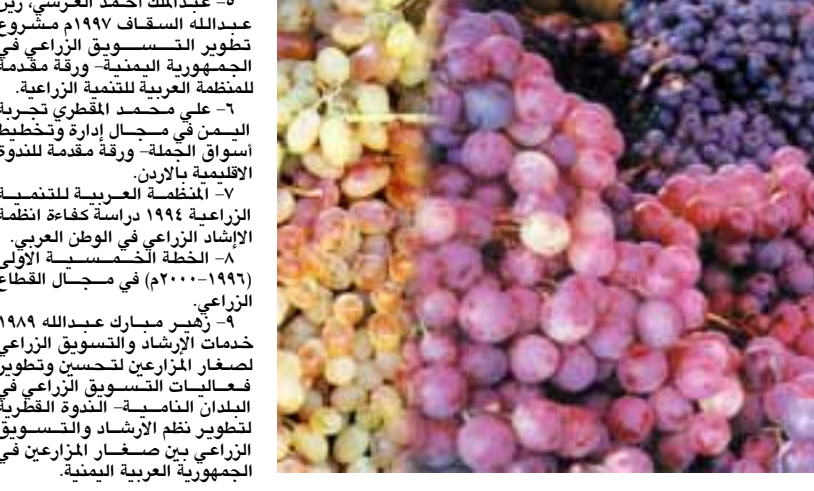 ٥- عبدالملك احمد العرشي، زين
عبدالله السقاف ١٩٩٧م مشروع
تطوير التسويق الزراعي في
الجمهورية اليمنية- ورقة مقدمة
للمنظمة العربية للتنمية الزراعية.
٦- علي محمد المقطري تجربة
اليمن في مجال إدارة وتخطيط
أسواق الجملة- ورقة مقدمة للندوة
الاقليمية بالاردن.
٧- المنظمة العربية للتنمية
الزراعية ١٩٩٤ دراسة كفاءة انظمة
الاإشاد الزراعي في الوطن العربي.
٨- الخطة الخمسية الاولى
(١٩٩٦-٢٠٠٠م) في مجال القطاع
الزراعي.
٩- زهير مبارك عبدالله ١٩٨٩
خدمات الإرشاد والتسويق الزراعي
لصغار المزارعين لتحسين وتطوير
فعاليات التسويق الزراعي في
البلدان النامية- الندوة القطرية
لتطوير نظم الارشاد والتسويق
الزراعي بين صغار المزارعين في
الجمهورية العربية اليمنية.